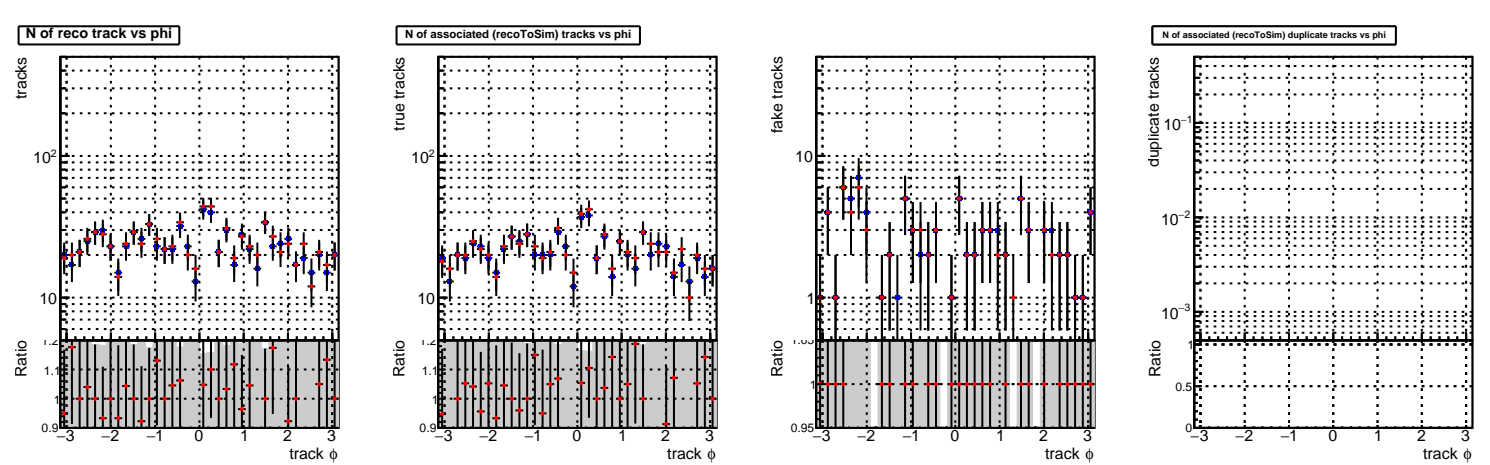 N of reco track vs phi
tracks
10²
10
Ratio
1.2
1.1
1
0.9
−3 −2 −1 0 1 2 3
track ϕ
N of associated (recoToSim) tracks vs phi
true tracks
10²
10
Ratio
1.2
1.1
1
0.9
−3 −2 −1 0 1 2 3
track ϕ
fake tracks
10
1
Ratio
1.05
1
0.95
−3 −2 −1 0 1 2 3
track ϕ
N of associated (recoToSim) duplicate tracks vs phi
duplicate tracks
10⁻¹
10⁻²
10⁻³
Ratio
1
0.5
0
−3 −2 −1 0 1 2 3
track ϕ